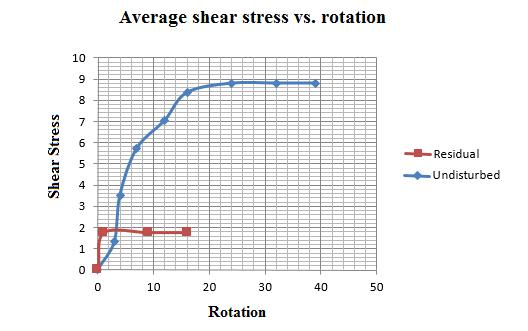 Average shear stress vs. rotation
10
9
8
7
6
5
4
3
2
1
0
Shear Stress
0 10 20 30 40 50
Rotation
Residual
Undisturbed